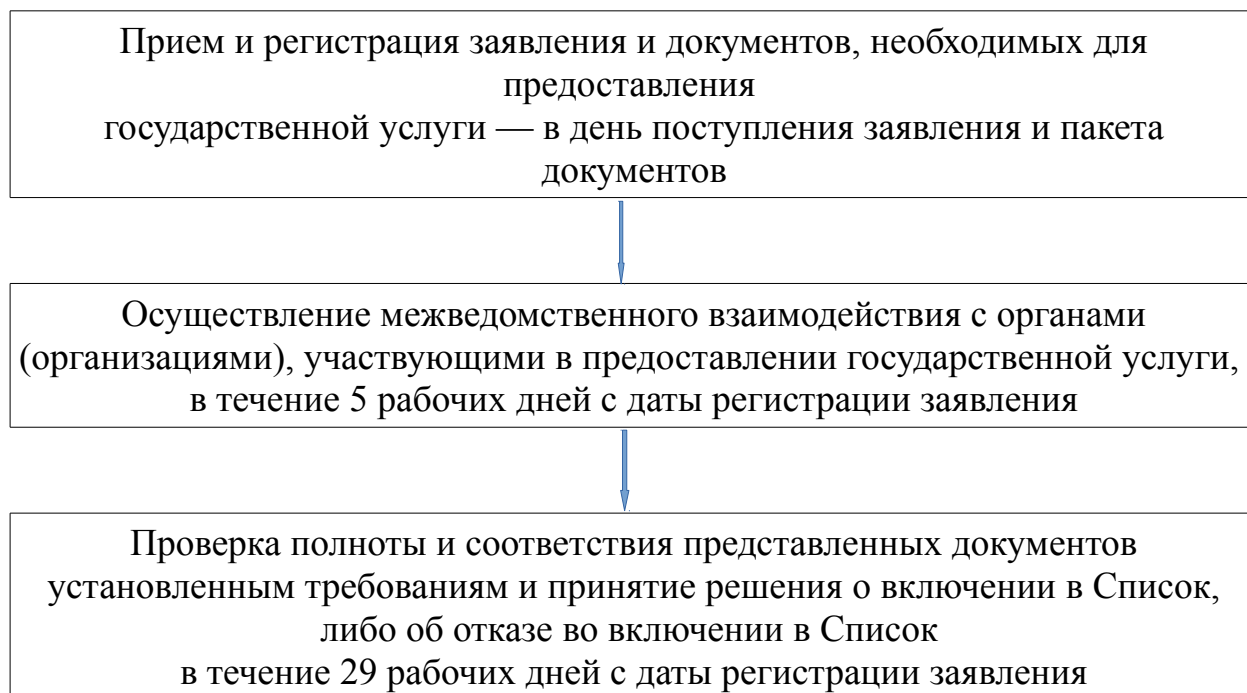 Прием и регистрация заявления и документов, необходимых для
предоставления
государственной услуги — в день поступления заявления и пакета
документов
Осуществление межведомственного взаимодействия с органами
(организациями), участвующими в предоставлении государственной услуги,
в течение 5 рабочих дней с даты регистрации заявления
Проверка полноты и соответствия представленных документов
установленным требованиям и принятие решения о включении в Список,
либо об отказе во включении в Список
в течение 29 рабочих дней с даты регистрации заявления